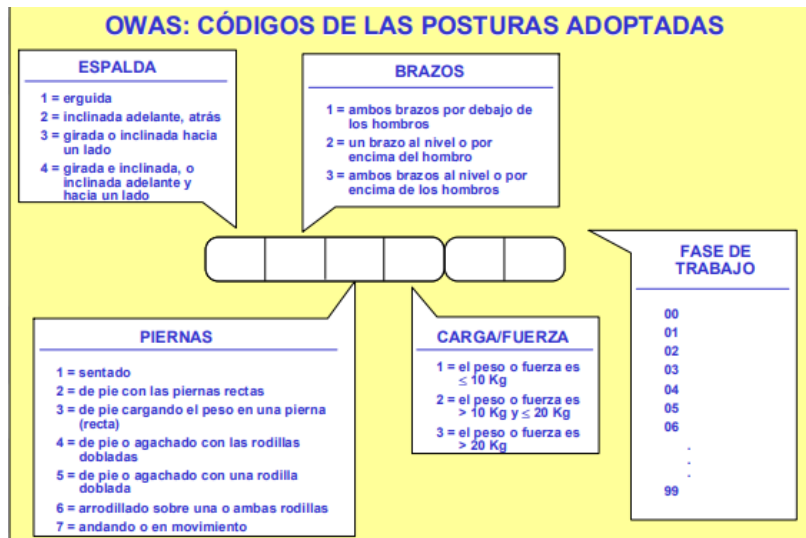 OWAS: CÓDIGOS DE LAS POSTURAS ADOPTADAS
ESPALDA
1 = erguida
2 = inclinada adelante, atrás
3 = girada o inclinada hacia
un lado
4 = girada e inclinada, o
inclinada adelante y
hacia un lado
BRAZOS
1 = ambos brazos por debajo de
los hombros
2 = un brazo al nivel o por
encima del hombro
3 = ambos brazos al nivel o por
encima de los hombros
PIERNAS
1 = sentado
2 = de pie con las piernas rectas
3 = de pie cargando el peso en una pierna
(recta)
4 = de pie o agachado con las rodillas
dobladas
5 = de pie o agachado con una rodilla
doblada
6 = arrodillado sobre una o ambas rodillas
7 = andando o en movimiento
CARGA/FUERZA
1 = el peso o fuerza es
≤ 10 Kg
2 = el peso o fuerza es
> 10 Kg y ≤ 20 Kg
3 = el peso o fuerza es
> 20 Kg
FASE DE
TRABAJO
00
01
02
03
04
05
06
.
.
.
99